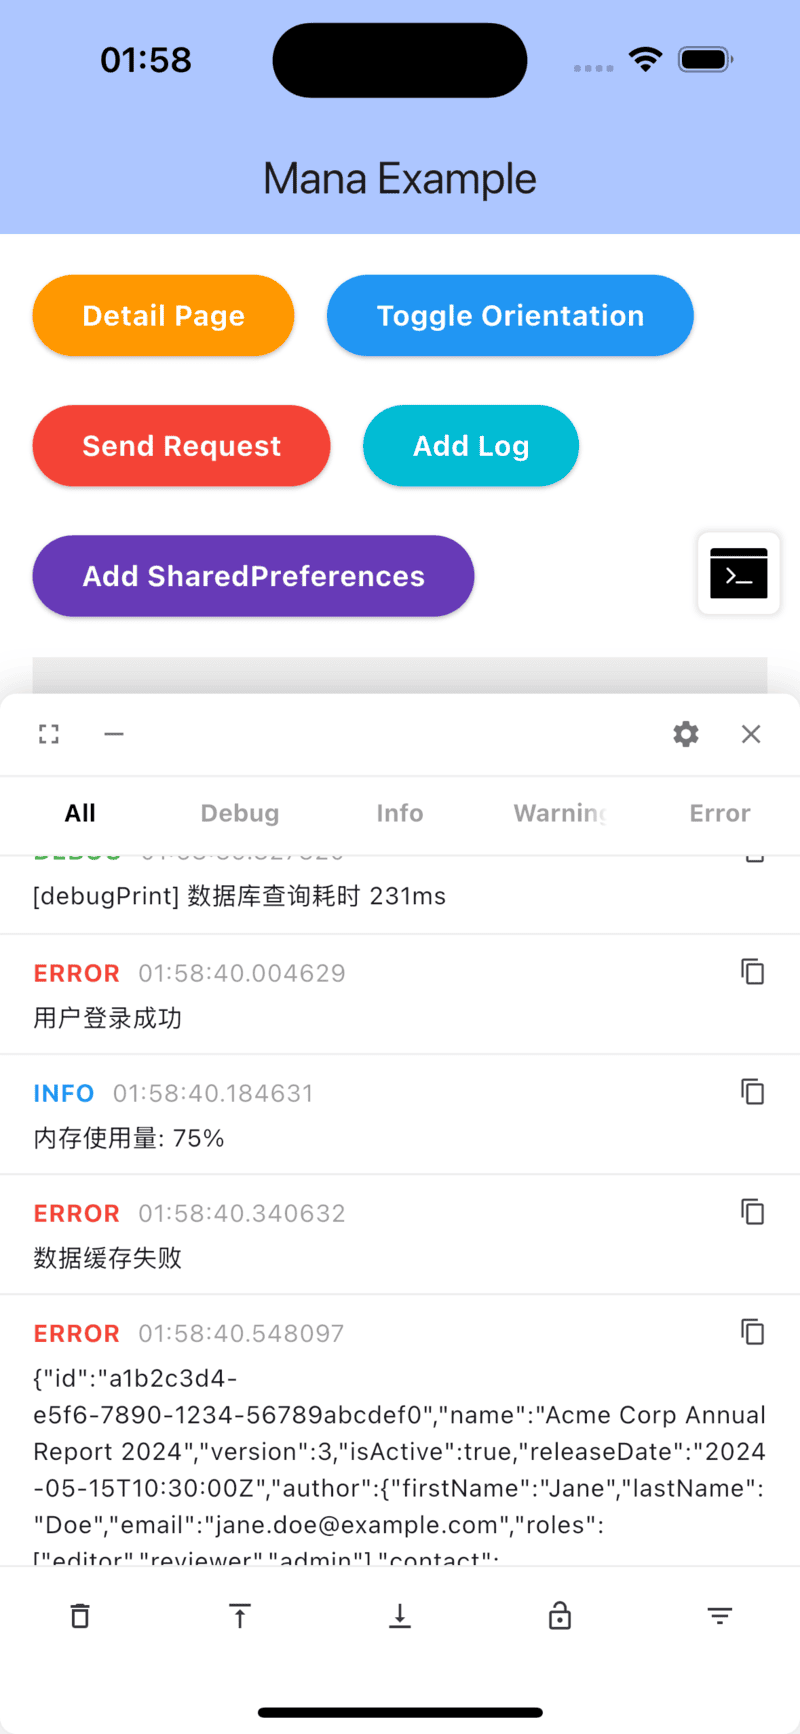 01:58
Mana Example
Detail Page
Toggle Orientation
Send Request
Add Log
Add SharedPreferences
All
Debug
Info
Warning
Error
[debugPrint] 数据库查询耗时 231ms
ERROR 01:58:40.004629
用户登录成功
INFO 01:58:40.184631
内存使用量: 75%
ERROR 01:58:40.340632
数据缓存失败
ERROR 01:58:40.548097
{"id":"a1b2c3d4-
e5f6-7890-1234-56789abcdef0","name":"Acme Corp Annual
Report 2024","version":3,"isActive":true,"releaseDate":"2024
-05-15T10:30:00Z","author":{"firstName":"Jane","lastName":
"Doe","email":"jane.doe@example.com","roles":
["editor","reviewer","admin"],"contact":